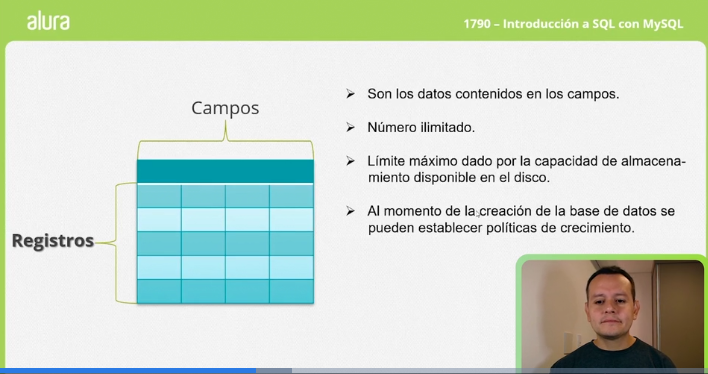 alura
1790 – Introducción a SQL con MySQL
Campos
Registros
➢ Son los datos contenidos en los campos.
➢ Número ilimitado.
➢ Límite máximo dado por la capacidad de almacena-
miento disponible en el disco.
➢ Al momento de la creación de la base de datos se
pueden establecer políticas de crecimiento.